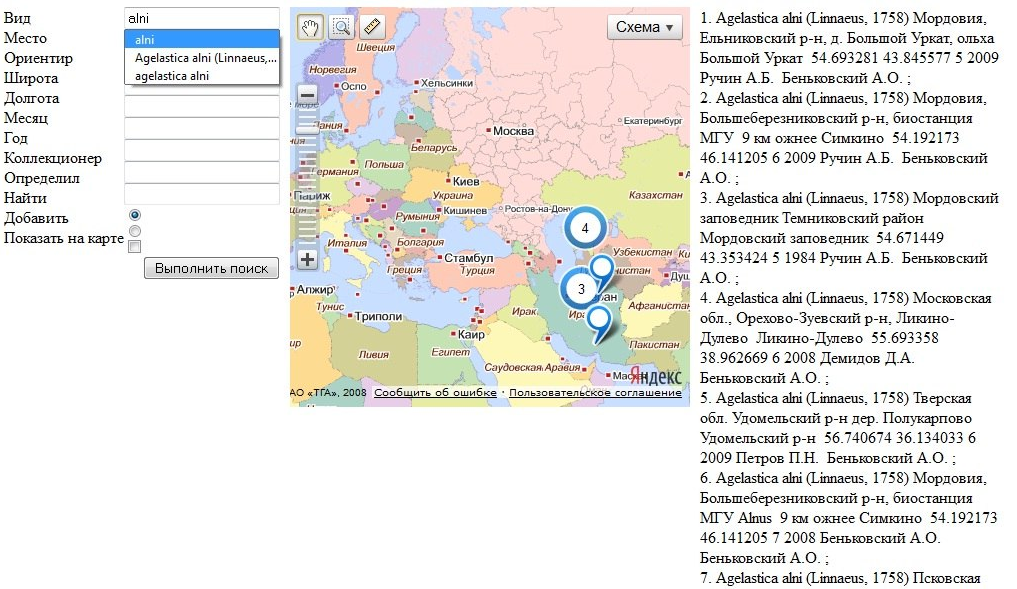 Вид
alni
alni
Agelastica alni (Linnaeus,...
agelastica alni
Место
Ориентир
Широта
Долгота
Месяц
Год
Коллекционер
Определил
Найти
Добавить
Показать на карте
Выполнить поиск
Схема
Швеция
Норвегия
Осло
Хельсинки
Екатеринбург
Москва
Дания
Беларусь
Польша
Германия
Киев
Казахстан
Париж
Украина
Кишинев
Ростов-на-Дону
Румыния
4
Италия
Болгария
Узбекистан
Стамбул
Греция
Турция
нистан
Душ
Алжир
3
ран
Тунис
Ирак
Ира
Афганистан
Триполи
Каир
Пакистан
Ливия
Египет
Саудовская Аравия
Маск
Яндекс
АО «ТГА», 2008 Сообщить об ошибке · Пользовательское соглашение
1. Agelastica alni (Linnaeus, 1758) Мордовия,
Ельниковский р-н, д. Большой Уркат, ольха
Большой Уркат 54.693281 43.845577 5 2009
Ручин А.Б. Беньковский А.О. ;
2. Agelastica alni (Linnaeus, 1758) Мордовия,
Большеберезниковский р-н, биостанция
МГУ 9 км ожнее Симкино 54.192173
46.141205 6 2009 Ручин А.Б. Беньковский
А.О. ;
3. Agelastica alni (Linnaeus, 1758) Мордовский
заповедник Темниковский район
Мордовский заповедник 54.671449
43.353424 5 1984 Ручин А.Б. Беньковский
А.О. ;
4. Agelastica alni (Linnaeus, 1758) Московская
обл., Орехово-Зуевский р-н, Ликино-
Дулево Ликино-Дулево 55.693358
38.962669 6 2008 Демидов Д.А.
Беньковский А.О. ;
5. Agelastica alni (Linnaeus, 1758) Тверская
обл. Удомельский р-н дер. Полукарпово
Удомельский р-н 56.740674 36.134033 6
2009 Петров П.Н. Беньковский А.О. ;
6. Agelastica alni (Linnaeus, 1758) Мордовия,
Большеберезниковский р-н, биостанция
МГУ Alnus 9 км ожнее Симкино 54.192173
46.141205 7 2008 Беньковский А.О.
Беньковский А.О. ;
7. Agelastica alni (Linnaeus, 1758) Псковская